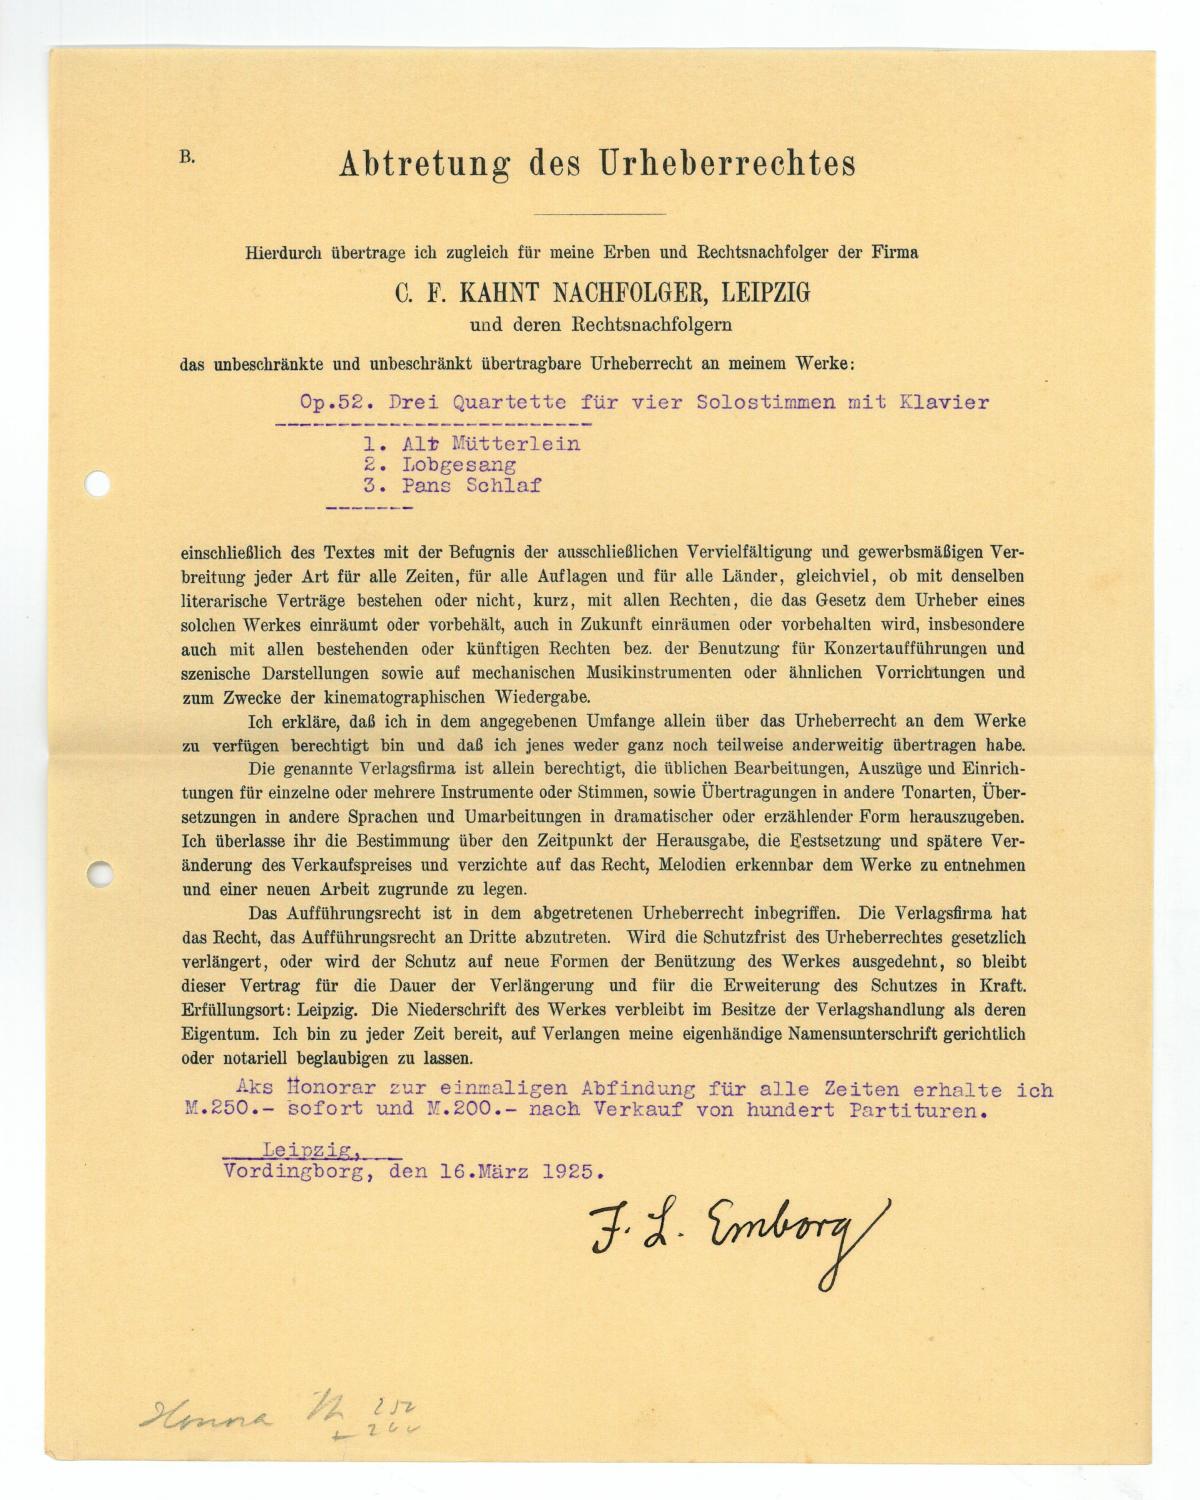 B.
Abtretung des Urheberrechtes
Hierdurch übertrage ich zugleich für meine Erben und Rechtsnachfolger der Firma
C. F. KAHNT NACHFOLGER, LEIPZIG
und deren Rechtsnachfolgern
das unbeschränkte und unbeschränkt übertragbare Urheberrecht an meinem Werke:
Op.52. Drei Quartette für vier Solostimmen mit Klavier
1. Alt Mütterlein
2. Lobgesang
3. Pans Schlaf
einschließlich des Textes mit der Befugnis der ausschließlichen Vervielfältigung und gewerbsmäßigen Ver-
breitung jeder Art für alle Zeiten, für alle Auflagen und für alle Länder, gleichviel, ob mit denselben
literarische Verträge bestehen oder nicht, kurz, mit allen Rechten, die das Gesetz dem Urheber eines
solchen Werkes einräumt oder vorbehält, auch in Zukunft einräumen oder vorbehalten wird, insbesondere
auch mit allen bestehenden oder künftigen Rechten bez. der Benutzung für Konzertaufführungen und
szenische Darstellungen sowie auf mechanischen Musikinstrumenten oder ähnlichen Vorrichtungen und
zum Zwecke der kinematographischen Wiedergabe.
Ich erkläre, daß ich in dem angegebenen Umfange allein über das Urheberrecht an dem Werke
zu verfügen berechtigt bin und daß ich jenes weder ganz noch teilweise anderweitig übertragen habe.
Die genannte Verlagsfirma ist allein berechtigt, die üblichen Bearbeitungen, Auszüge und Einrich-
tungen für einzelne oder mehrere Instrumente oder Stimmen, sowie Übertragungen in andere Tonarten, Über-
setzungen in andere Sprachen und Umarbeitungen in dramatischer oder erzählender Form herauszugeben.
Ich überlasse ihr die Bestimmung über den Zeitpunkt der Herausgabe, die Festsetzung und spätere Ver-
änderung des Verkaufspreises und verzichte auf das Recht, Melodien erkennbar dem Werke zu entnehmen
und einer neuen Arbeit zugrunde zu legen.
Das Aufführungsrecht ist in dem abgetretenen Urheberrecht inbegriffen. Die Verlagsfirma hat
das Recht, das Aufführungsrecht an Dritte abzutreten. Wird die Schutzfrist des Urheberrechtes gesetzlich
verlängert, oder wird der Schutz auf neue Formen der Benützung des Werkes ausgedehnt, so bleibt
dieser Vertrag für die Dauer der Verlängerung und für die Erweiterung des Schutzes in Kraft.
Erfüllungsort: Leipzig. Die Niederschrift des Werkes verbleibt im Besitze der Verlagshandlung als deren
Eigentum. Ich bin zu jeder Zeit bereit, auf Verlangen meine eigenhändige Namensunterschrift gerichtlich
oder notariell beglaubigen zu lassen.
Aks Honorar zur einmaligen Abfindung für alle Zeiten erhalte ich
M.250.- sofort und M.200.- nach Verkauf von hundert Partituren.
Leipzig,
Vordingborg, den 16.März 1925.
F. L. Emborg
250
200